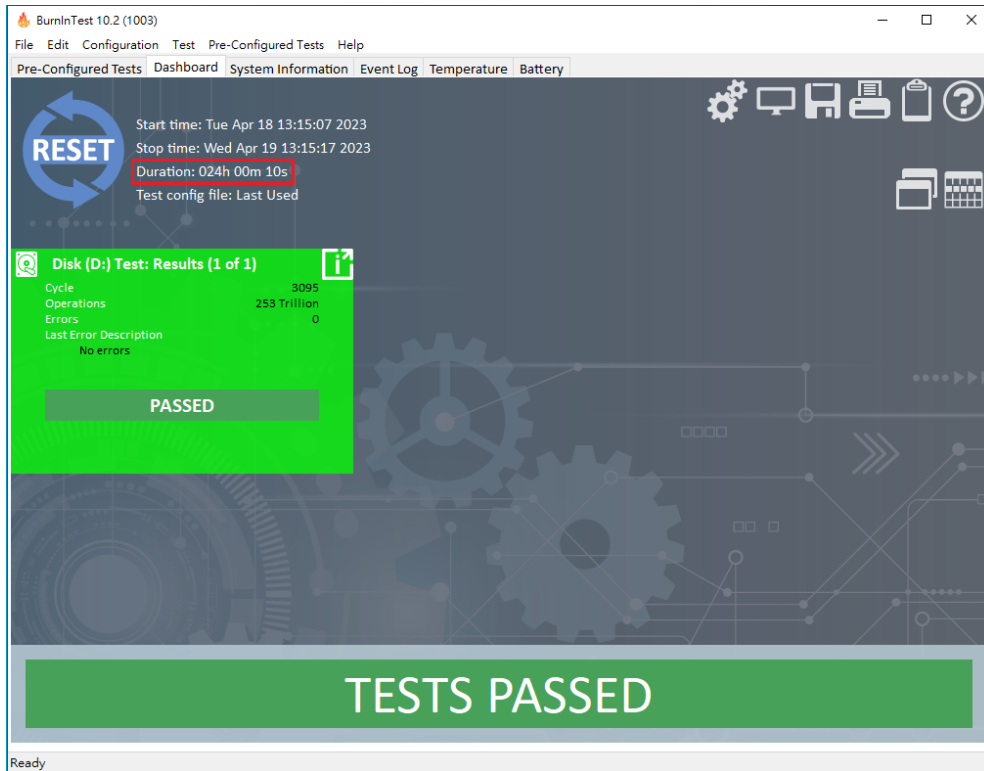 BurnInTest 10.2 (1003)
File Edit Configuration Test Pre-Configured Tests Help
Pre-Configured Tests Dashboard System Information Event Log Temperature Battery
RESET
Start time: Tue Apr 18 13:15:07 2023
Stop time: Wed Apr 19 13:15:17 2023
Duration: 024h 00m 10s
Test config file: Last Used
Disk (D:) Test: Results (1 of 1)
Cycle 3095
Operations 253 Trillion
Errors 0
Last Error Description
No errors
PASSED
TESTS PASSED
Ready